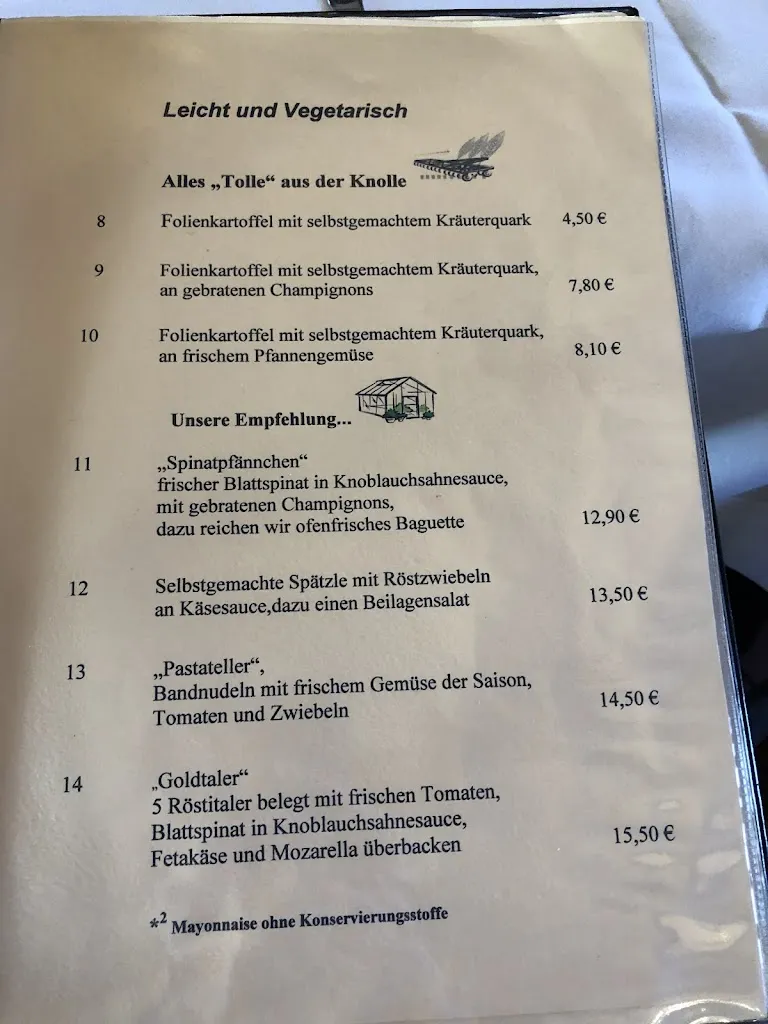 Leicht und Vegetarisch
Alles „Tolle“ aus der Knolle
8 Folienkartoffel mit selbstgemachtem Kräuterquark 4,50 €
9 Folienkartoffel mit selbstgemachtem Kräuterquark,
an gebratenen Champignons 7,80 €
10 Folienkartoffel mit selbstgemachtem Kräuterquark,
an frischem Pfannengemüse 8,10 €
Unsere Empfehlung...
11 „Spinatpfännchen“
frischer Blattspinat in Knoblauchsahnesauce,
mit gebratenen Champignons,
dazu reichen wir ofenfrisches Baguette 12,90 €
12 Selbstgemachte Spätzle mit Röstzwiebeln
an Käsesauce,dazu einen Beilagensalat 13,50 €
13 „Pastateller“,
Bandnudeln mit frischem Gemüse der Saison,
Tomaten und Zwiebeln 14,50 €
14 „Goldtaler“
5 Röstitaler belegt mit frischen Tomaten,
Blattspinat in Knoblauchsahnesauce,
Fetakäse und Mozarella überbacken 15,50 €
*² Mayonnaise ohne Konservierungsstoffe